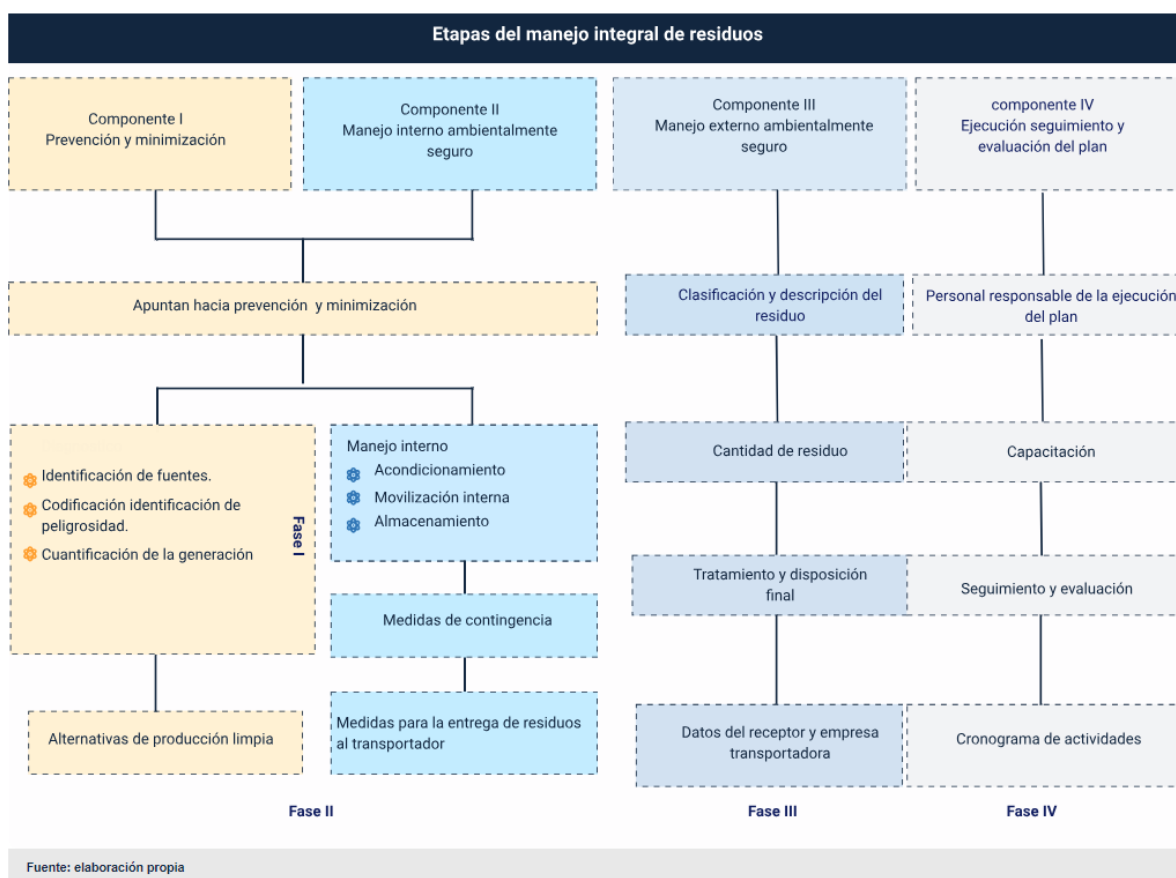 Etapas del manejo integral de residuos
Componente I
Prevención y minimización
Componente II
Manejo interno ambientalmente
seguro
Componente III
Manejo externo ambientalmente
seguro
componente IV
Ejecución seguimiento y
evaluación del plan
Apuntan hacia prevención y minimización
Clasificación y descripción del
residuo
Personal responsable de la ejecución
del plan
Identificación de fuentes.
Codificación identificación de
peligrosidad.
Cuantificación de la generación
Fase I
Manejo interno
Acondicionamiento
Movilización interna
Almacenamiento
Cantidad de residuo
Capacitación
Medidas de contingencia
Tratamiento y disposición
final
Seguimiento y evaluación
Alternativas de producción limpia
Medidas para la entrega de residuos
al transportador
Datos del receptor y empresa
transportadora
Cronograma de actividades
Fase II
Fase III
Fase IV
Fuente: elaboración propia